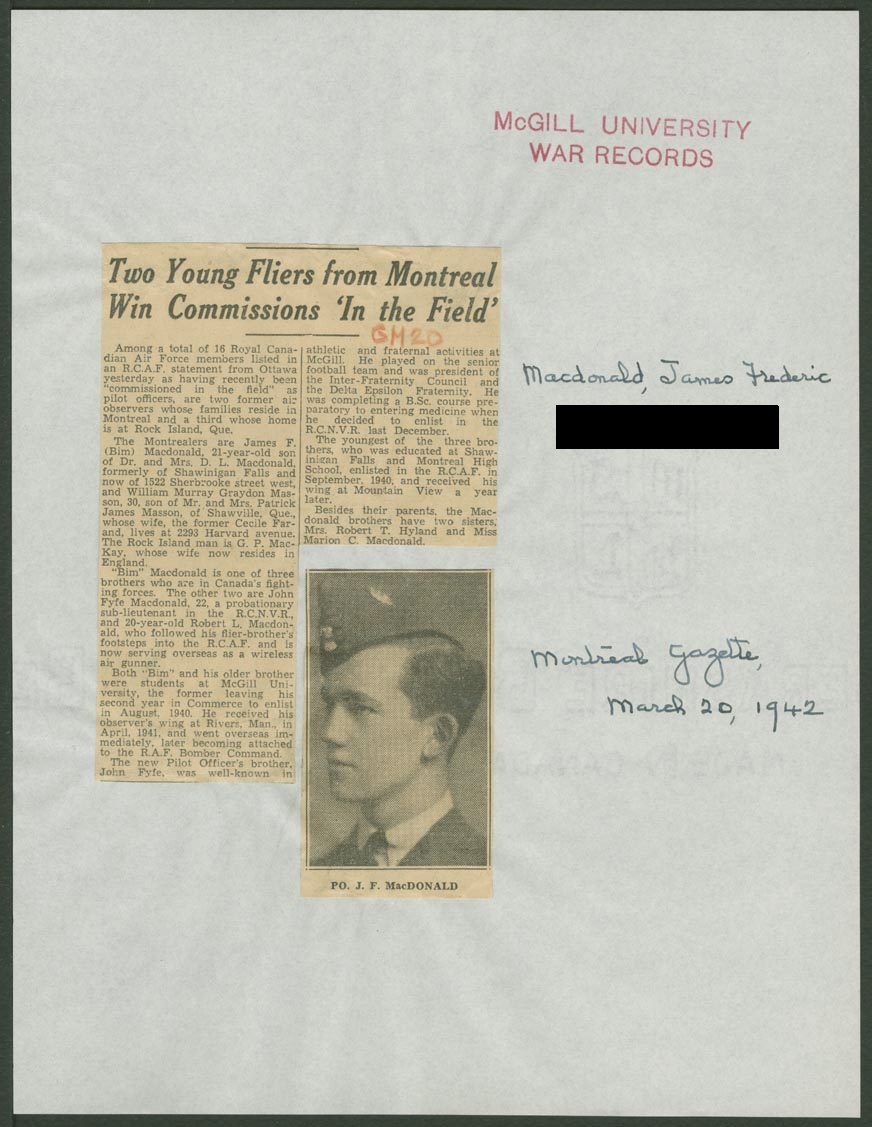 McGILL UNIVERSITY
WAR RECORDS
Two Young Fliers from Montreal
Win Commissions 'In the Field'
GM20
Among a total of 16 Royal Cana-
dian Air Force members listed in
an R.C.A.F. statement from Ottawa
yesterday as having recently been
"commissioned in the field" as
pilot officers, are two former air
observers whose families reside in
Montreal and a third whose home
is at Rock Island, Que.
The Montrealers are James F.
(Bim) Macdonald, 21-year-old son
of Dr. and Mrs. D. L. Macdonald,
formerly of Shawinigan Falls and
now of 1522 Sherbrooke street west,
and William Murray Graydon Mas-
son, 30, son of Mr. and Mrs. Patrick
James Masson, of Shawville, Que.,
whose wife, the former Cecile Far-
and, lives at 2293 Harvard avenue.
The Rock Island man is G. P. Mac-
Kay, whose wife now resides in
England.
"Bim" Macdonald is one of three
brothers who are in Canada's fight-
ing forces. The other two are John
Fyfe Macdonald, 22, a probationary
sub-lieutenant in the R.C.N.V.R.,
and 20-year-old Robert L. Macdon-
ald, who followed his flier-brother's
footsteps into the R.C.A.F. and is
now serving overseas as a wireless
air gunner.
Both "Bim" and his older brother
were students at McGill Uni-
versity, the former leaving his
second year in Commerce to enlist
in August, 1940. He received his
observer's wing at Rivers, Man., in
April, 1941, and went overseas im-
mediately, later becoming attached
to the R.A.F. Bomber Command.
The new Pilot Officer's brother,
John Fyfe, was well-known in
athletic and fraternal activities at
McGill. He played on the senior
football team and was president of
the Inter-Fraternity Council and
the Delta Epsilon Fraternity. He
was completing a B.Sc. course pre-
paratory to entering medicine when
he decided to enlist in the
R.C.N.V.R. last December.
The youngest of the three bro-
thers, who was educated at Shaw-
inigan Falls and Montreal High
School, enlisted in the R.C.A.F. in
September, 1940, and received his
wing at Mountain View a year
later.
Besides their parents, the Mac-
donald brothers have two sisters,
Mrs. Robert T. Hyland and Miss
Marion C. Macdonald.
PO. J. F. MacDONALD
Macdonald, James Frederic
Montreal Gazette,
March 20, 1942